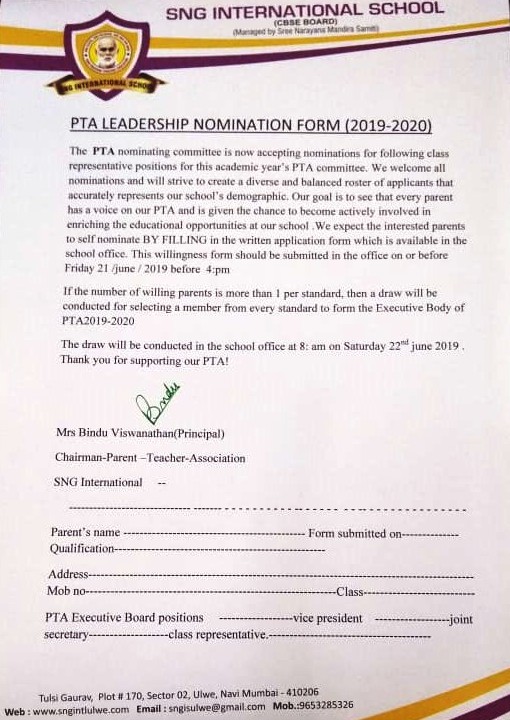 SNG INTERNATIONAL SCHOOL
(CBSE BOARD)
(Managed by Sree Narayana Mandira Samiti)
SNG INTERNATIONAL SCHOOL
PTA LEADERSHIP NOMINATION FORM (2019-2020)
The PTA nominating committee is now accepting nominations for following class
representative positions for this academic year's PTA committee. We welcome all
nominations and will strive to create a diverse and balanced roster of applicants that
accurately represents our school's demographic. Our goal is to see that every parent
has a voice on our PTA and is given the chance to become actively involved in
enriching the educational opportunities at our school .We expect the interested parents
to self nominate BY FILLING in the written application form which is available in the
school office. This willingness form should be submitted in the office on or before
Friday 21 /june / 2019 before 4:pm
If the number of willing parents is more than 1 per standard, then a draw will be
conducted for selecting a member from every standard to form the Executive Body of
PTA2019-2020
The draw will be conducted in the school office at 8: am on Saturday 22nd june 2019 .
Thank you for supporting our PTA!
Bindu
Mrs Bindu Viswanathan(Principal)
Chairman-Parent –Teacher-Association
SNG International --
Parent's name ------------------------------------ Form submitted on--------------
Qualification------------------------------------------
Address------------------------------------------------------------------------------
Mob no--------------------------------------------------Class----------------------
PTA Executive Board positions ------------------vice president ------------------joint
secretary-------------------class representative.----------------------------------
Tulsi Gaurav, Plot # 170, Sector 02, Ulwe, Navi Mumbai - 410206
Web : www.sngintlulwe.com Email : sngisulwe@gmail.com Mob.:9653285326